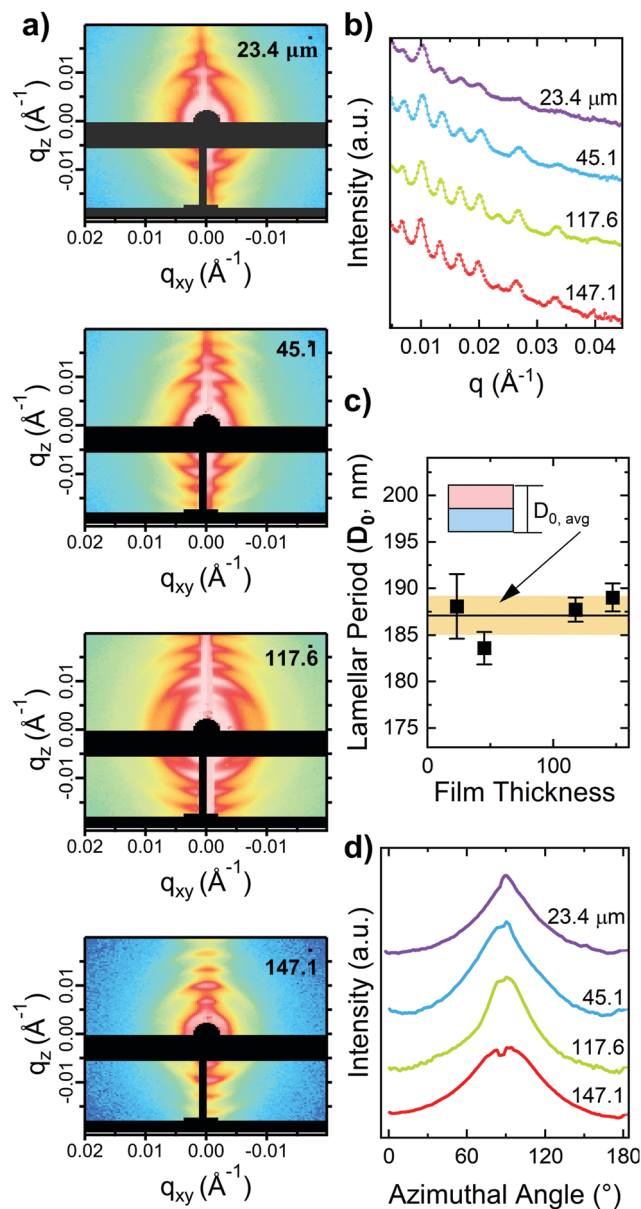 a)
23.4 μm
q_z (Å⁻¹)
0.01
0.00
-0.01
0.02 0.01 0.00 -0.01
q_xy (Å⁻¹)
45.1
q_z (Å⁻¹)
0.01
0.00
-0.01
0.02 0.01 0.00 -0.01
q_xy (Å⁻¹)
117.6
q_z (Å⁻¹)
0.01
0.00
-0.01
0.02 0.01 0.00 -0.01
q_xy (Å⁻¹)
147.1
q_z (Å⁻¹)
0.01
0.00
-0.01
0.02 0.01 0.00 -0.01
q_xy (Å⁻¹)
b)
Intensity (a.u.)
23.4 μm
45.1
117.6
147.1
0.01 0.02 0.03 0.04
q (Å⁻¹)
c)
Lamellar Period (D₀, nm)
200
195
190
185
180
175
D₀, avg
0 100
Film Thickness
d)
Intensity (a.u.)
23.4 μm
45.1
117.6
147.1
0 60 120 180
Azimuthal Angle (°)